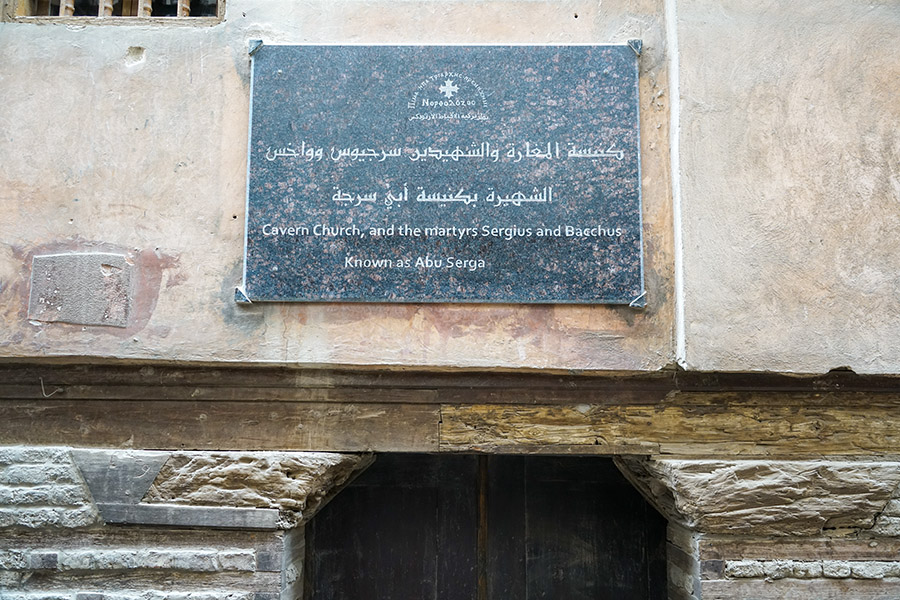 كنيسة المغارة والشهيدين سرجيوس وواخس
الشهيرة بكنيسة أبي سرجة
Cavern Church, and the martyrs Sergius and Bacchus
Known as Abu Serga